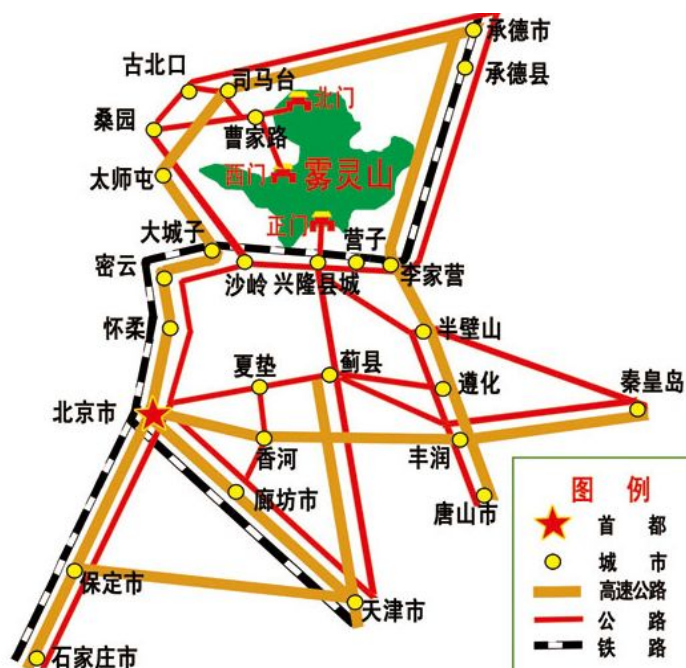 承德市
古北口
司马台
承德县
北门
桑园
曹家路
太师屯
西门
雾灵山
正门
大城子
营子
密云
沙岭
兴隆县城
李家营
怀柔
半壁山
夏垫
蓟县
遵化
秦皇岛
北京市
香河
丰润
廊坊市
唐山市
保定市
天津市
石家庄市
图 例
首 都
城 市
高速公路
公 路
铁 路